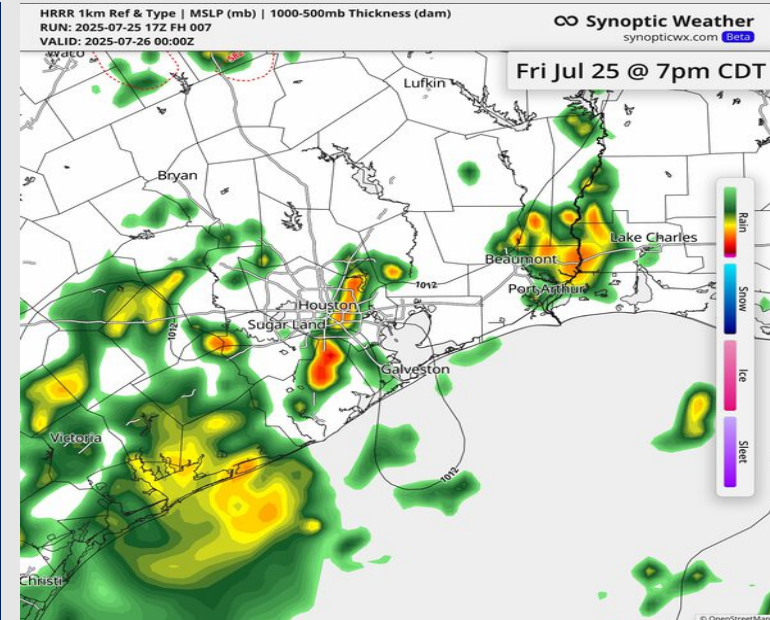 HRRR 1km Ref & Type | MSLP (mb) | 1000-500mb Thickness (dam)
RUN: 2025-07-25 17Z FH 007
VALID: 2025-07-26 00:00Z
Synoptic Weather
synopticwx.com Beta
Fri Jul 25 @ 7pm CDT
Waco
Lufkin
Bryan
Rain
Lake Charles
Beaumont
1012
Port Arthur
Snow
Houston
Sugar Land
1012
Ice
Galveston
Victoria
Sleet
1012
Christi
© OpenStreetMap